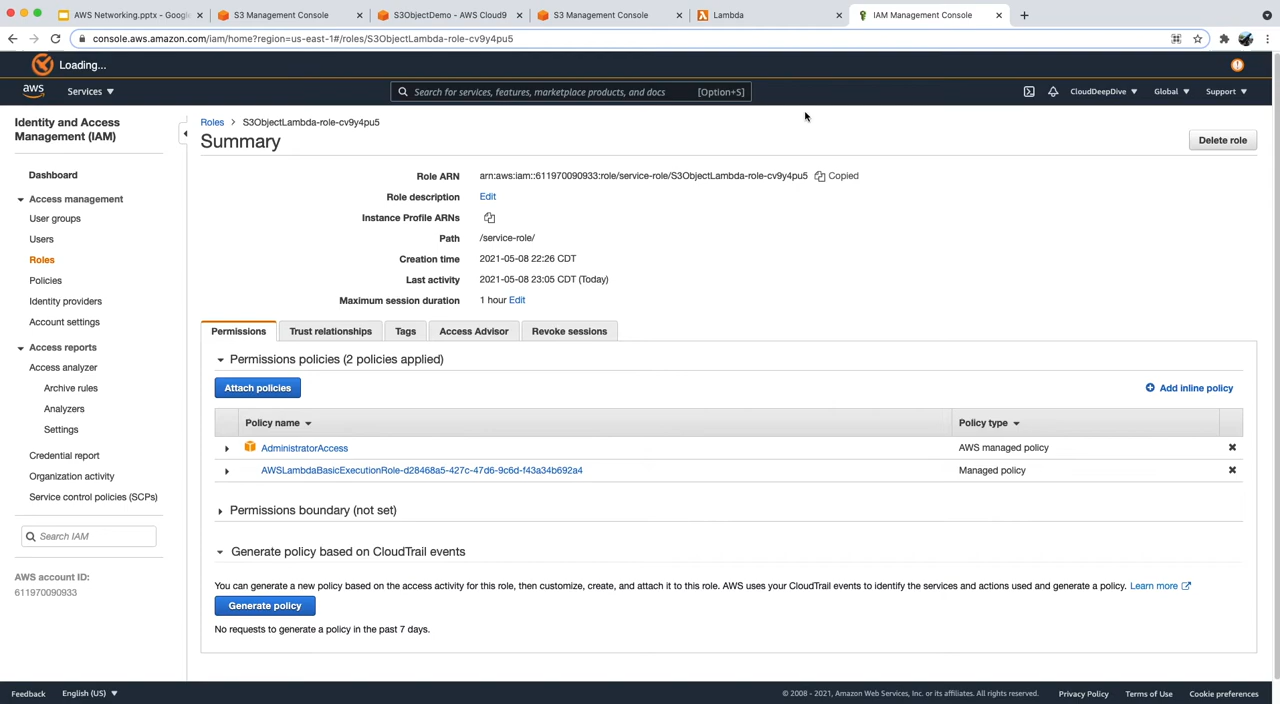 AWS Networking.pptx - Google
S3 Management Console
S3ObjectDemo - AWS Cloud9
S3 Management Console
Lambda
IAM Management Console
console.aws.amazon.com/iam/home?region=us-east-1#/roles/S3ObjectLambda-role-cv9y4pu5
Loading...
aws
Services
Search for services, features, marketplace products, and docs [Option+S]
CloudDeepDive
Global
Support
Identity and Access
Management (IAM)
Dashboard
Access management
User groups
Users
Roles
Policies
Identity providers
Account settings
Access reports
Access analyzer
Archive rules
Analyzers
Settings
Credential report
Organization activity
Service control policies (SCPs)
Search IAM
AWS account ID:
611970090933
Roles > S3ObjectLambda-role-cv9y4pu5
Summary
Delete role
Role ARN arn:aws:iam::611970090933:role/service-role/S3ObjectLambda-role-cv9y4pu5 Copied
Role description Edit
Instance Profile ARNs
Path /service-role/
Creation time 2021-05-08 22:26 CDT
Last activity 2021-05-08 23:05 CDT (Today)
Maximum session duration 1 hour Edit
Permissions
Trust relationships
Tags
Access Advisor
Revoke sessions
Permissions policies (2 policies applied)
Attach policies
Add inline policy
Policy name Policy type
AdministratorAccess AWS managed policy
AWSLambdaBasicExecutionRole-d28468a5-427c-47d6-9c6d-f43a34b692a4 Managed policy
Permissions boundary (not set)
Generate policy based on CloudTrail events
You can generate a new policy based on the access activity for this role, then customize, create, and attach it to this role. AWS uses your CloudTrail events to identify the services and actions used and generate a policy. Learn more
Generate policy
No requests to generate a policy in the past 7 days.
Feedback
English (US)
© 2008 - 2021, Amazon Web Services, Inc. or its affiliates. All rights reserved.
Privacy Policy
Terms of Use
Cookie preferences